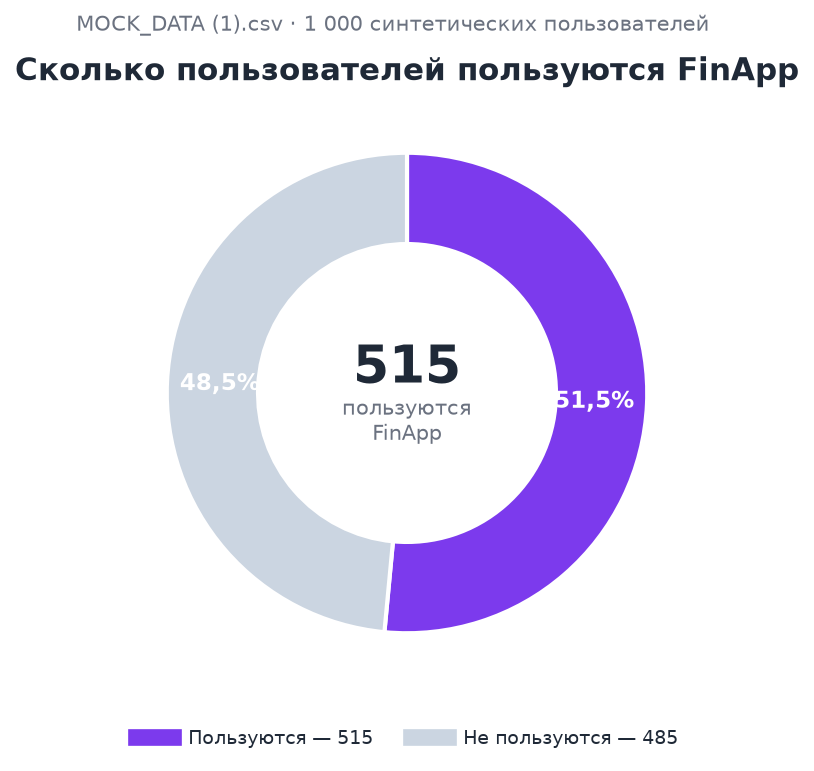 MOCK_DATA (1).csv · 1 000 синтетических пользователей
Сколько пользователей пользуются FinApp
48,5%
51,5%
515
пользуются
FinApp
Пользуются — 515
Не пользуются — 485